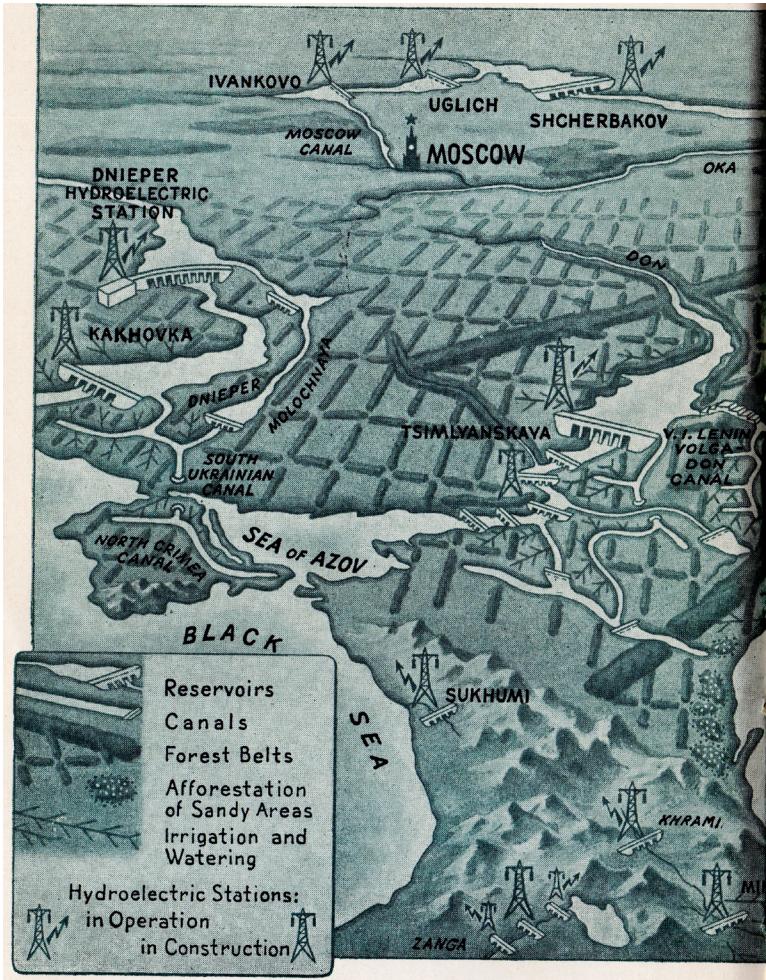 IVANKOVO
UGLICH
SHCHERBAKOV
MOSCOW
CANAL
MOSCOW
OKA
DNIEPER
HYDROELECTRIC
STATION
DON
KAKHOVKA
MOLOCHNAYA
DNIEPER
TSIMLYANSKAYA
V. I. LENIN
VOLGA
DON
CANAL
SOUTH
UKRAINIAN
CANAL
NORTH CRIMEA
CANAL
SEA OF AZOV
BLACK
SEA
SUKHUMI
KHRAMI
ZANGA
Reservoirs
Canals
Forest Belts
Afforestation
of Sandy Areas
Irrigation and
Watering
Hydroelectric Stations:
in Operation
in Construction